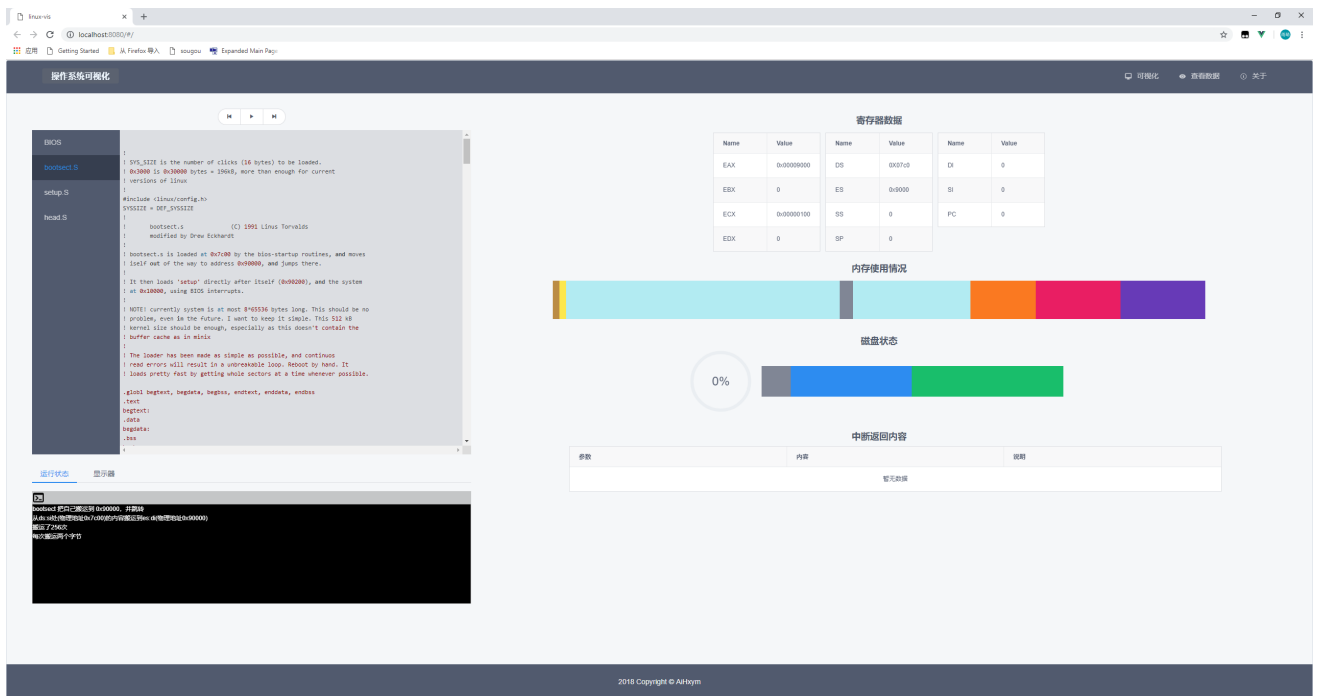 linux-vis
localhost:8080/#/
应用 Getting Started 从 Firefox 导入 sougou Expanded Main Page
操作系统可视化
可视化 查看数据 关于
BIOS
bootsect.S
setup.S
head.S
!
! SYS_SIZE is the number of clicks (16 bytes) to be loaded.
! 0x3000 is 0x30000 bytes = 196kB, more than enough for current
! versions of linux
!
#include <linux/config.h>
SYSSIZE = DEF_SYSSIZE
!
! bootsect.s (C) 1991 Linus Torvalds
! modified by Drew Eckhardt
!
! bootsect.s is loaded at 0x7c00 by the bios-startup routines, and moves
! iself out of the way to address 0x90000, and jumps there.
!
! It then loads 'setup' directly after itself (0x90200), and the system
! at 0x10000, using BIOS interrupts.
!
! NOTE! currently system is at most 8*65536 bytes long. This should be no
! problem, even in the future. I want to keep it simple. This 512 kB
! kernel size should be enough, especially as this doesn't contain the
! buffer cache as in minix
!
! The loader has been made as simple as possible, and continuos
! read errors will result in a unbreakable loop. Reboot by hand. It
! loads pretty fast by getting whole sectors at a time whenever possible.
.globl begtext, begdata, begbss, endtext, enddata, endbss
.text
begtext:
.data
begdata:
.bss
运行状态 显示器
bootsect 把自己搬运到 0x90000，并跳转
从ds:si处(物理地址0x7c00)的内容搬运到es:di(物理地址0x90000)
搬运了256次
每次搬运两个字节
寄存器数据
Name Value Name Value Name Value
EAX 0x00009000 DS 0X07c0 DI 0
EBX 0 ES 0x9000 SI 0
ECX 0x00000100 SS 0 PC 0
EDX 0 SP 0
内存使用情况
磁盘状态
0%
中断返回内容
参数 内容 说明
暂无数据
2018 Copyright © AiHxym